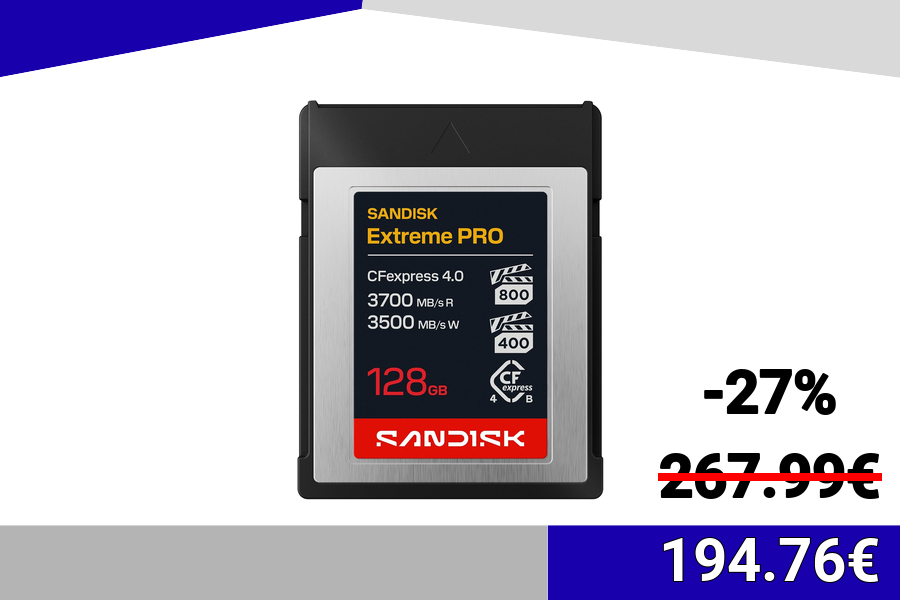 SANDISK
Extreme PRO
CFexpress 4.0
3700 MB/s R
3500 MB/s W
800
400
128GB
CF
express
4 B
SANDISK
-27%
267.99€
194.76€